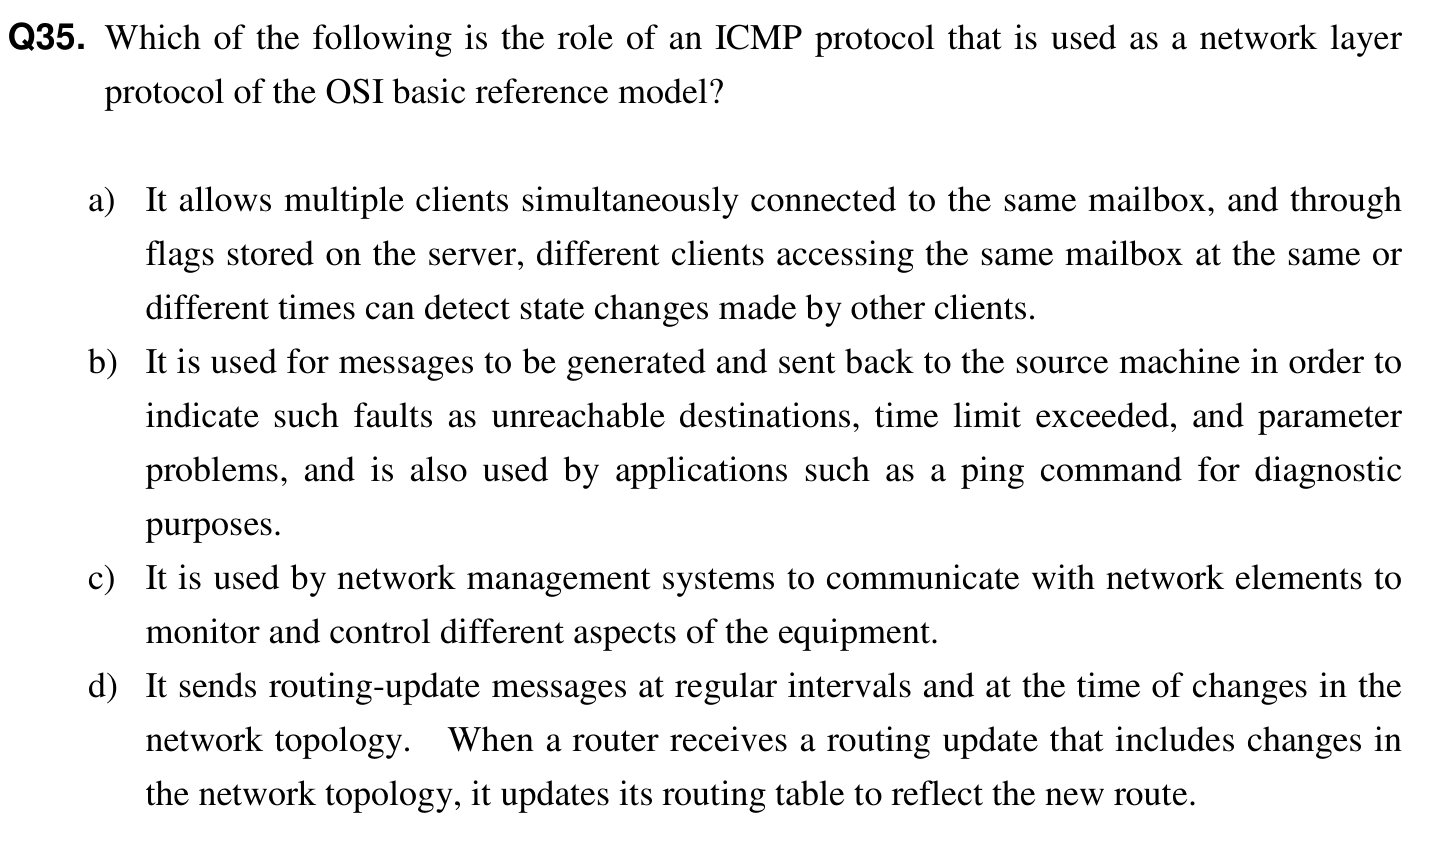 Q35. Which of the following is the role of an ICMP protocol that is used as a network layer
protocol of the OSI basic reference model?
a) It allows multiple clients simultaneously connected to the same mailbox, and through
flags stored on the server, different clients accessing the same mailbox at the same or
different times can detect state changes made by other clients.
b) It is used for messages to be generated and sent back to the source machine in order to
indicate such faults as unreachable destinations, time limit exceeded, and parameter
problems, and is also used by applications such as a ping command for diagnostic
purposes.
c) It is used by network management systems to communicate with network elements to
monitor and control different aspects of the equipment.
d) It sends routing-update messages at regular intervals and at the time of changes in the
network topology. When a router receives a routing update that includes changes in
the network topology, it updates its routing table to reflect the new route.